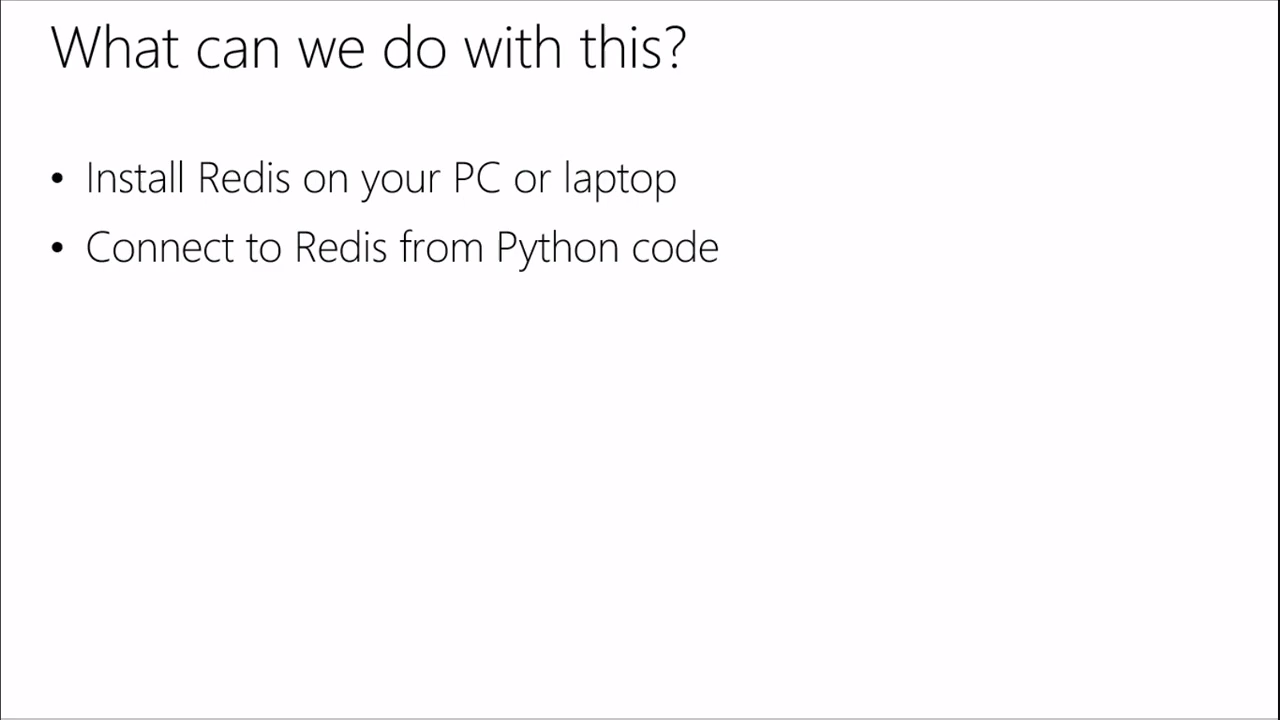 What can we do with this?
• Install Redis on your PC or laptop
• Connect to Redis from Python code